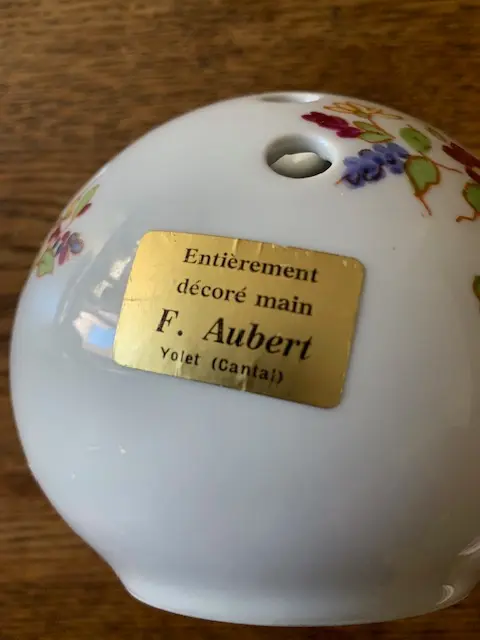 Entièrement
décoré main
F. Aubert
Yolet (Cantal)